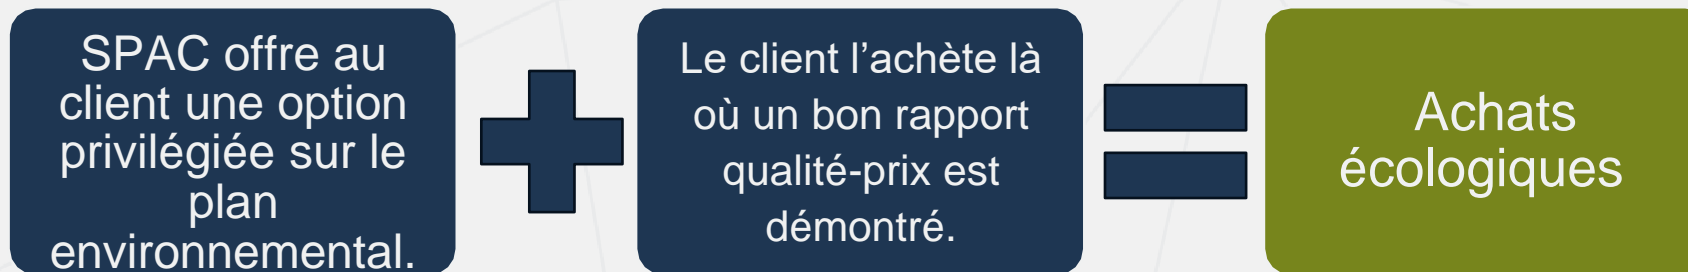 SPAC offre au
client une option
privilégiée sur le
plan
environnemental.
Le client l’achète là
où un bon rapport
qualité-prix est
démontré.
Achats
écologiques